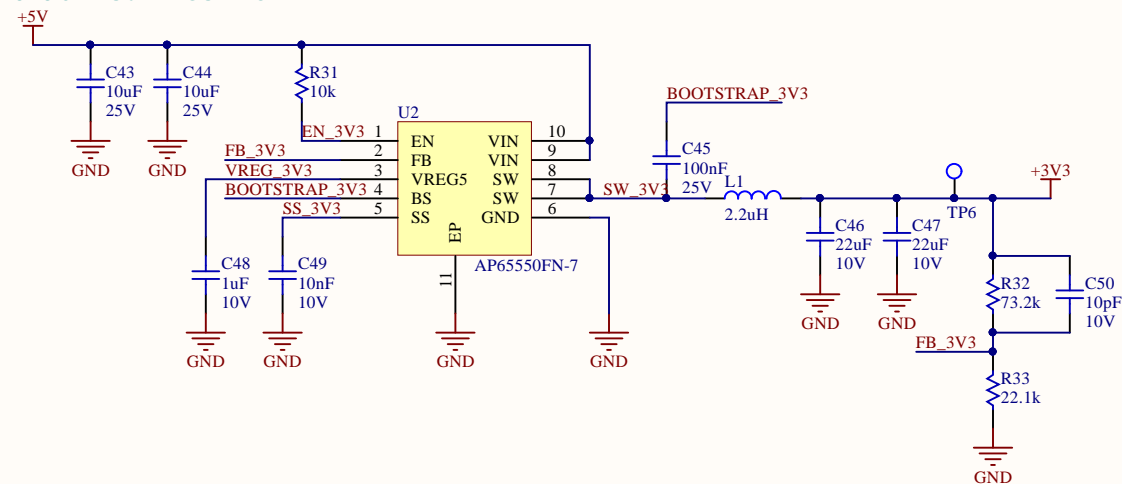 +5V
C43
10uF
25V
GND
C44
10uF
25V
GND
R31
10k
U2
EN_3V3 1 EN
FB_3V3 2 FB
VREG_3V3 3 VREG5
BOOTSTRAP_3V3 4 BS
SS_3V3 5 SS
VIN 10
VIN 9
SW 8
SW 7
GND 6
EP
11
AP65550FN-7
C48
1uF
10V
GND
C49
10nF
10V
GND
GND
GND
BOOTSTRAP_3V3
C45
100nF
25V
SW_3V3
L1
2.2uH
C46
22uF
10V
GND
C47
22uF
10V
GND
TP6
+3V3
R32
73.2k
C50
10pF
10V
FB_3V3
R33
22.1k
GND